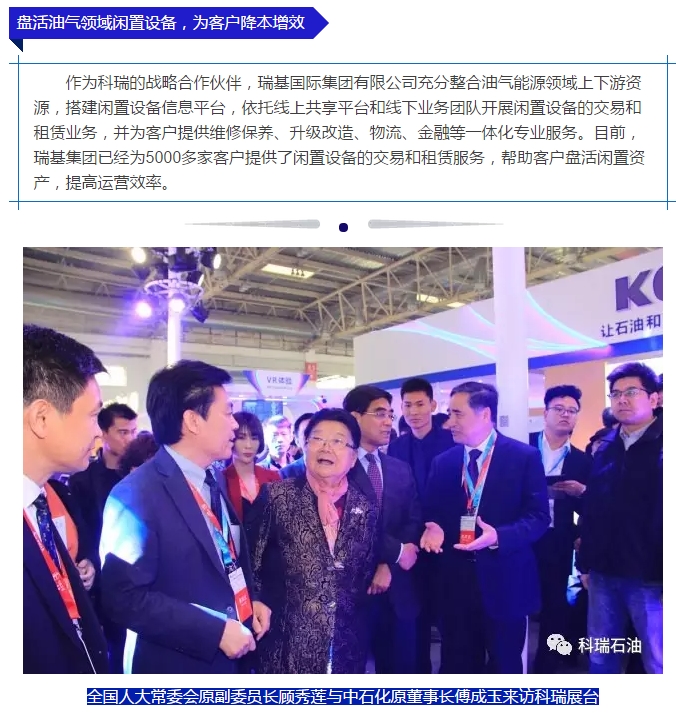 盘活油气领域闲置设备，为客户降本增效
作为科瑞的战略合作伙伴，瑞基国际集团有限公司充分整合油气能源领域上下游资
源，搭建闲置设备信息平台，依托线上共享平台和线下业务团队开展闲置设备的交易和
租赁业务，并为客户提供维修保养、升级改造、物流、金融等一体化专业服务。目前，
瑞基集团已经为5000多家客户提供了闲置设备的交易和租赁服务，帮助客户盘活闲置资
产，提高运营效率。
VR体验
让石油和
科瑞石油
全国人大常委会原副委员长顾秀莲与中石化原董事长傅成玉来访科瑞展台